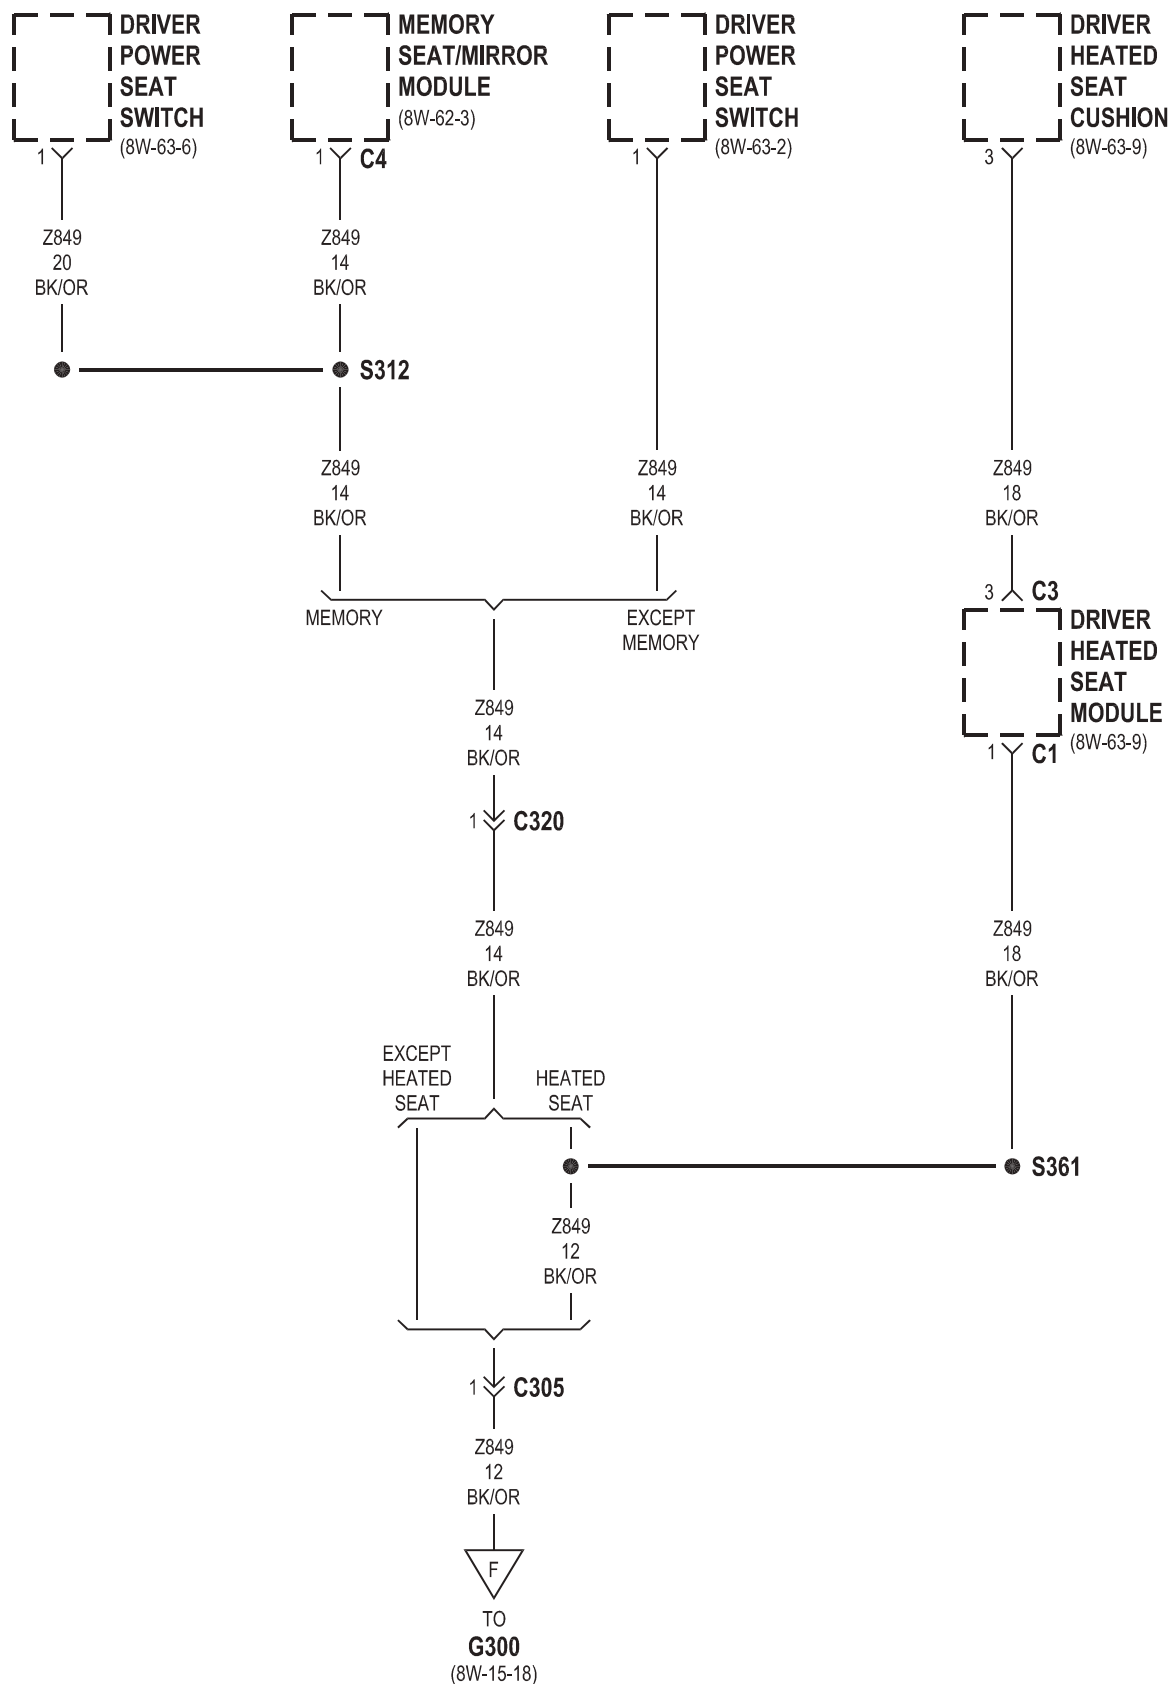 DRIVER
POWER
SEAT
SWITCH
(8W-63-6)
1
MEMORY
SEAT/MIRROR
MODULE
(8W-62-3)
1
C4
DRIVER
POWER
SEAT
SWITCH
(8W-63-2)
1
DRIVER
HEATED
SEAT
CUSHION
(8W-63-9)
3
Z849
20
BK/OR
Z849
14
BK/OR
S312
Z849
14
BK/OR
Z849
14
BK/OR
Z849
18
BK/OR
MEMORY
EXCEPT
MEMORY
3
C3
DRIVER
HEATED
SEAT
MODULE
(8W-63-9)
1
C1
Z849
14
BK/OR
1
C320
Z849
14
BK/OR
Z849
18
BK/OR
EXCEPT
HEATED
SEAT
HEATED
SEAT
S361
Z849
12
BK/OR
1
C305
Z849
12
BK/OR
F
TO
G300
(8W-15-18)